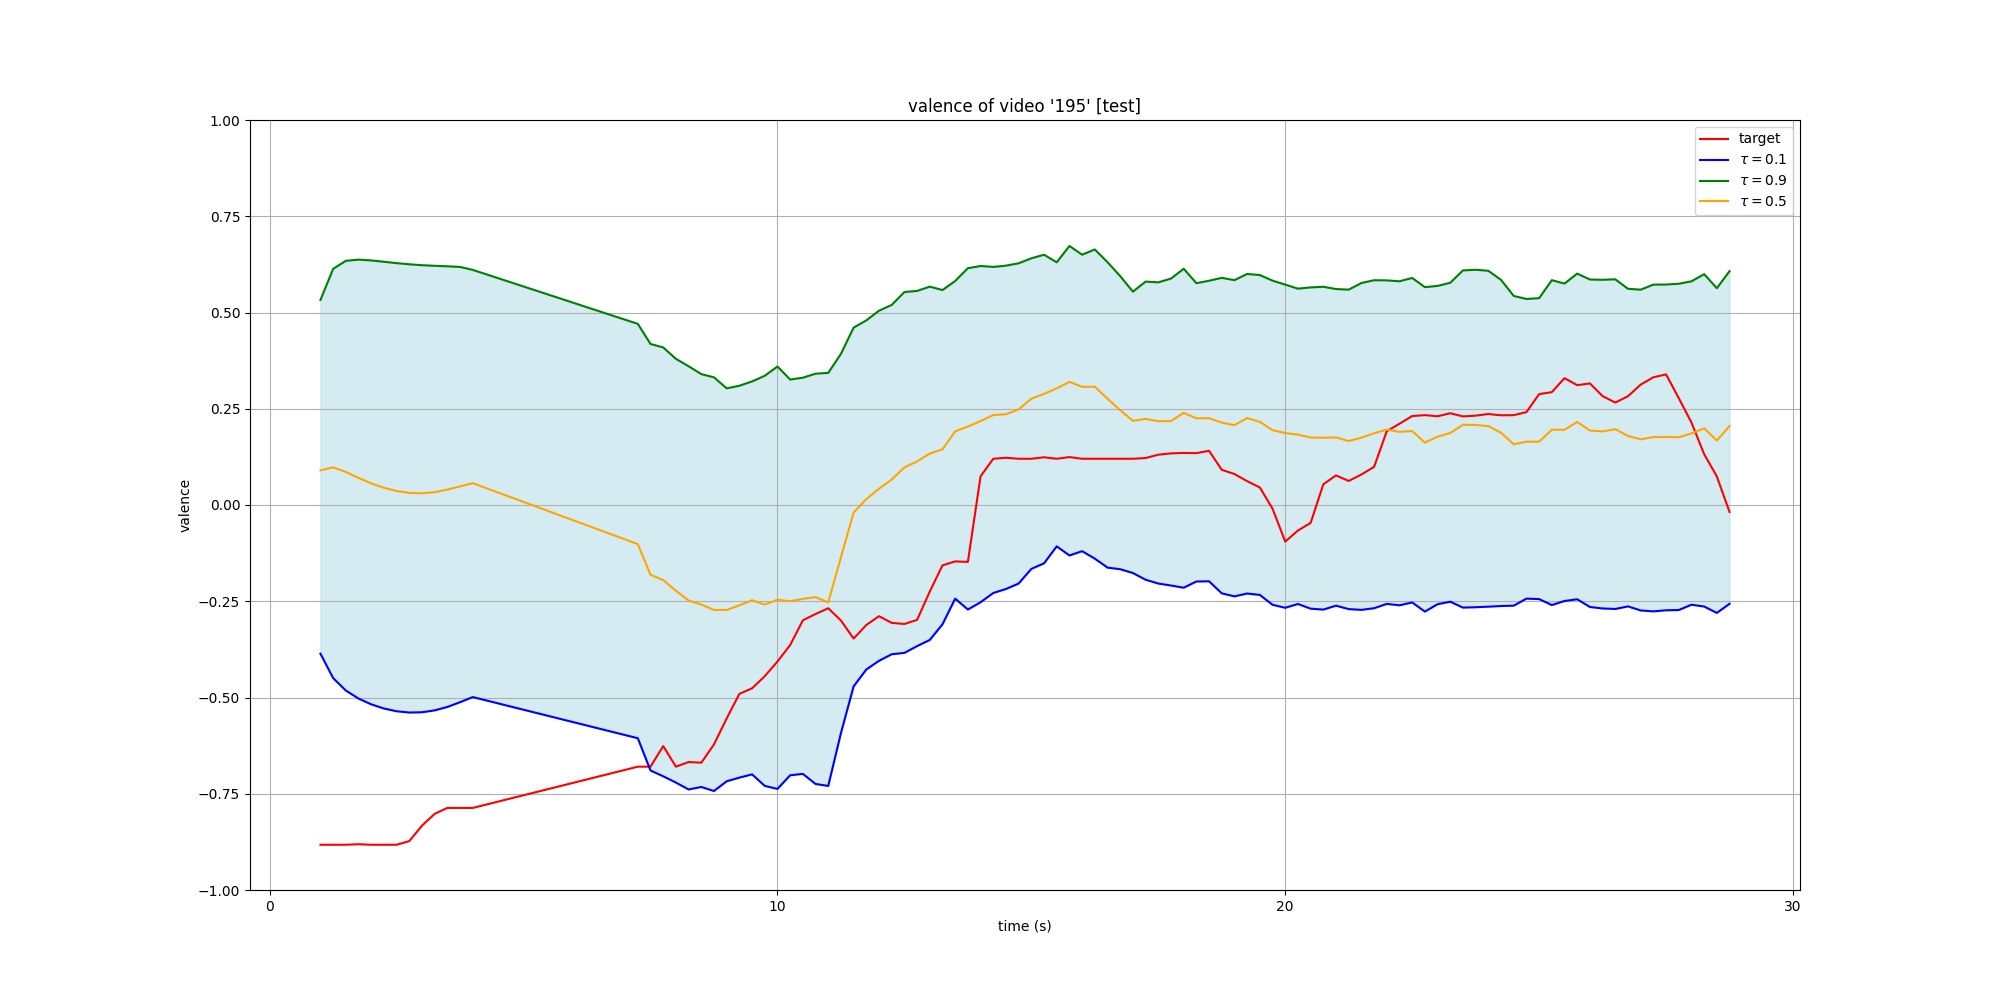 valence of video '195' [test]
target
τ = 0.1
τ = 0.9
τ = 0.5
valence
1.00
0.75
0.50
0.25
0.00
−0.25
−0.50
−0.75
−1.00
0 10 20 30
time (s)